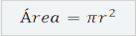 Área = πr²